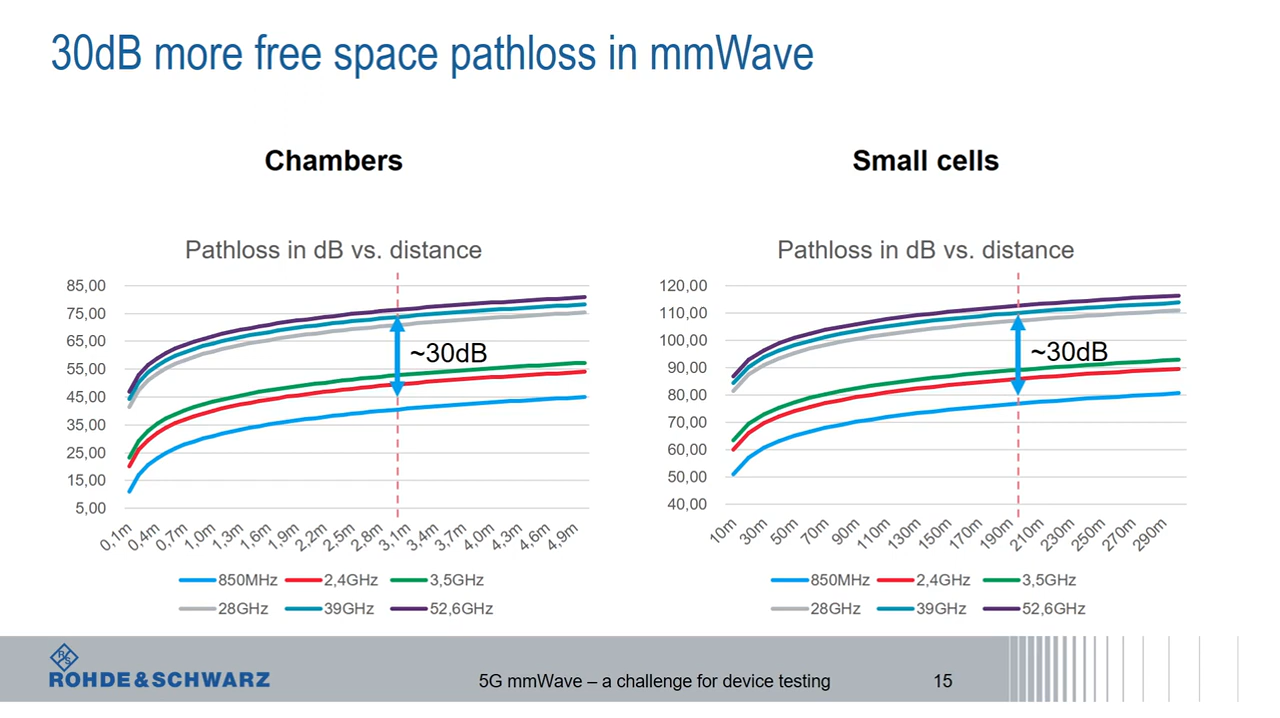 30dB more free space pathloss in mmWave
Chambers
Pathloss in dB vs. distance
85,00
75,00
65,00
55,00
45,00
35,00
25,00
15,00
5,00
~30dB
0,1m 0,4m 0,7m 1,0m 1,3m 1,6m 1,9m 2,2m 2,5m 2,8m 3,1m 3,4m 3,7m 4,0m 4,3m 4,6m 4,9m
850MHz 2,4GHz 3,5GHz
28GHz 39GHz 52,6GHz
Small cells
Pathloss in dB vs. distance
120,00
110,00
100,00
90,00
80,00
70,00
60,00
50,00
40,00
~30dB
10m 30m 50m 70m 90m 110m 130m 150m 170m 190m 210m 230m 250m 270m 290m
850MHz 2,4GHz 3,5GHz
28GHz 39GHz 52,6GHz
R S
ROHDE&SCHWARZ
5G mmWave – a challenge for device testing 15